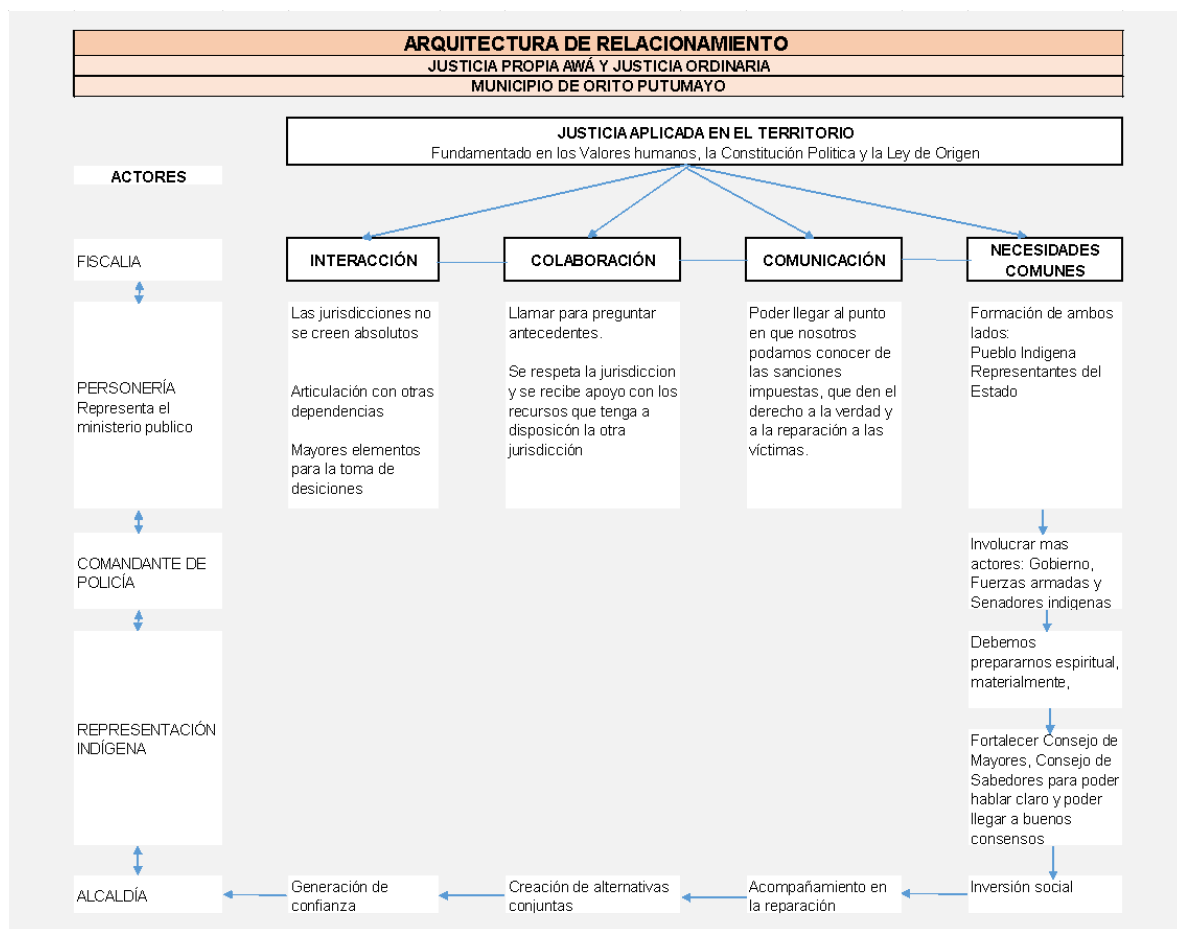 ARQUITECTURA DE RELACIONAMIENTO
JUSTICIA PROPIA AWÁ Y JUSTICIA ORDINARIA
MUNICIPIO DE ORITO PUTUMAYO
JUSTICIA APLICADA EN EL TERRITORIO
Fundamentado en los Valores humanos, la Constitución Politica y la Ley de Origen
ACTORES
FISCALIA
PERSONERÍA
Representa el
ministerio publico
COMANDANTE DE
POLICÍA
REPRESENTACIÓN
INDÍGENA
ALCALDÍA
INTERACCIÓN
Las jurisdicciones no
se creen absolutos
Articulación con otras
dependencias
Mayores elementos
para la toma de
desiciones
COLABORACIÓN
Llamar para preguntar
antecedentes.
Se respeta la jurisdiccion
y se recibe apoyo con los
recursos que tenga a
disposicón la otra
jurisdicción
COMUNICACIÓN
Poder llegar al punto
en que nosotros
podamos conocer de
las sanciones
impuestas, que den el
derecho a la verdad y
a la reparación a las
víctimas.
NECESIDADES
COMUNES
Formación de ambos
lados:
Pueblo Indigena
Representantes del
Estado
Involucrar mas
actores: Gobierno,
Fuerzas armadas y
Senadores indigenas
Debemos
prepararnos espiritual,
materialmente,
Fortalecer Consejo de
Mayores, Consejo de
Sabedores para poder
hablar claro y poder
llegar a buenos
consensos
Inversión social
Acompañamiento en
la reparación
Creación de alternativas
conjuntas
Generación de
confianza